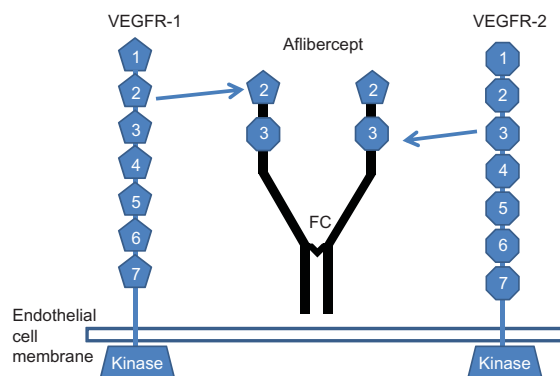 VEGFR-1
VEGFR-2
Aflibercept
1
2
3
4
5
6
7
2
3
2
3
FC
1
2
3
4
5
6
7
Endothelial
cell
membrane
Kinase
Kinase